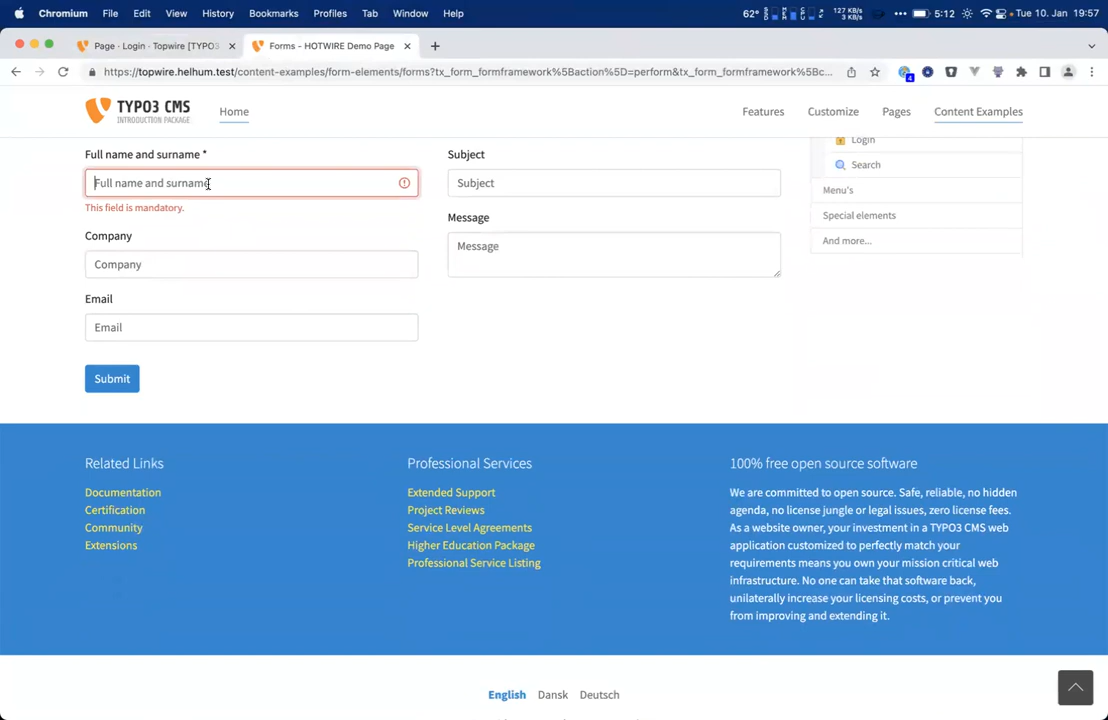 Chromium File Edit View History Bookmarks Profiles Tab Window Help
62° 127 KB/s 3 KB/s 5:12 Tue 10. Jan 19:57
Page · Login · Topwire [TYPO3
Forms - HOTWIRE Demo Page
https://topwire.helhum.test/content-examples/form-elements/forms?tx_form_formframework%5Baction%5D=perform&tx_form_formframework%5Bc...
4
TYPO3 CMS
INTRODUCTION PACKAGE
Home
Features
Customize
Pages
Content Examples
Full name and surname *
Full name and surname
This field is mandatory.
Company
Company
Email
Email
Submit
Subject
Subject
Message
Message
Login
Search
Menu's
Special elements
And more...
Related Links
Documentation
Certification
Community
Extensions
Professional Services
Extended Support
Project Reviews
Service Level Agreements
Higher Education Package
Professional Service Listing
100% free open source software
We are committed to open source. Safe, reliable, no hidden
agenda, no license jungle or legal issues, zero license fees.
As a website owner, your investment in a TYPO3 CMS web
application customized to perfectly match your
requirements means you own your mission critical web
infrastructure. No one can take that software back,
unilaterally increase your licensing costs, or prevent you
from improving and extending it.
English Dansk Deutsch